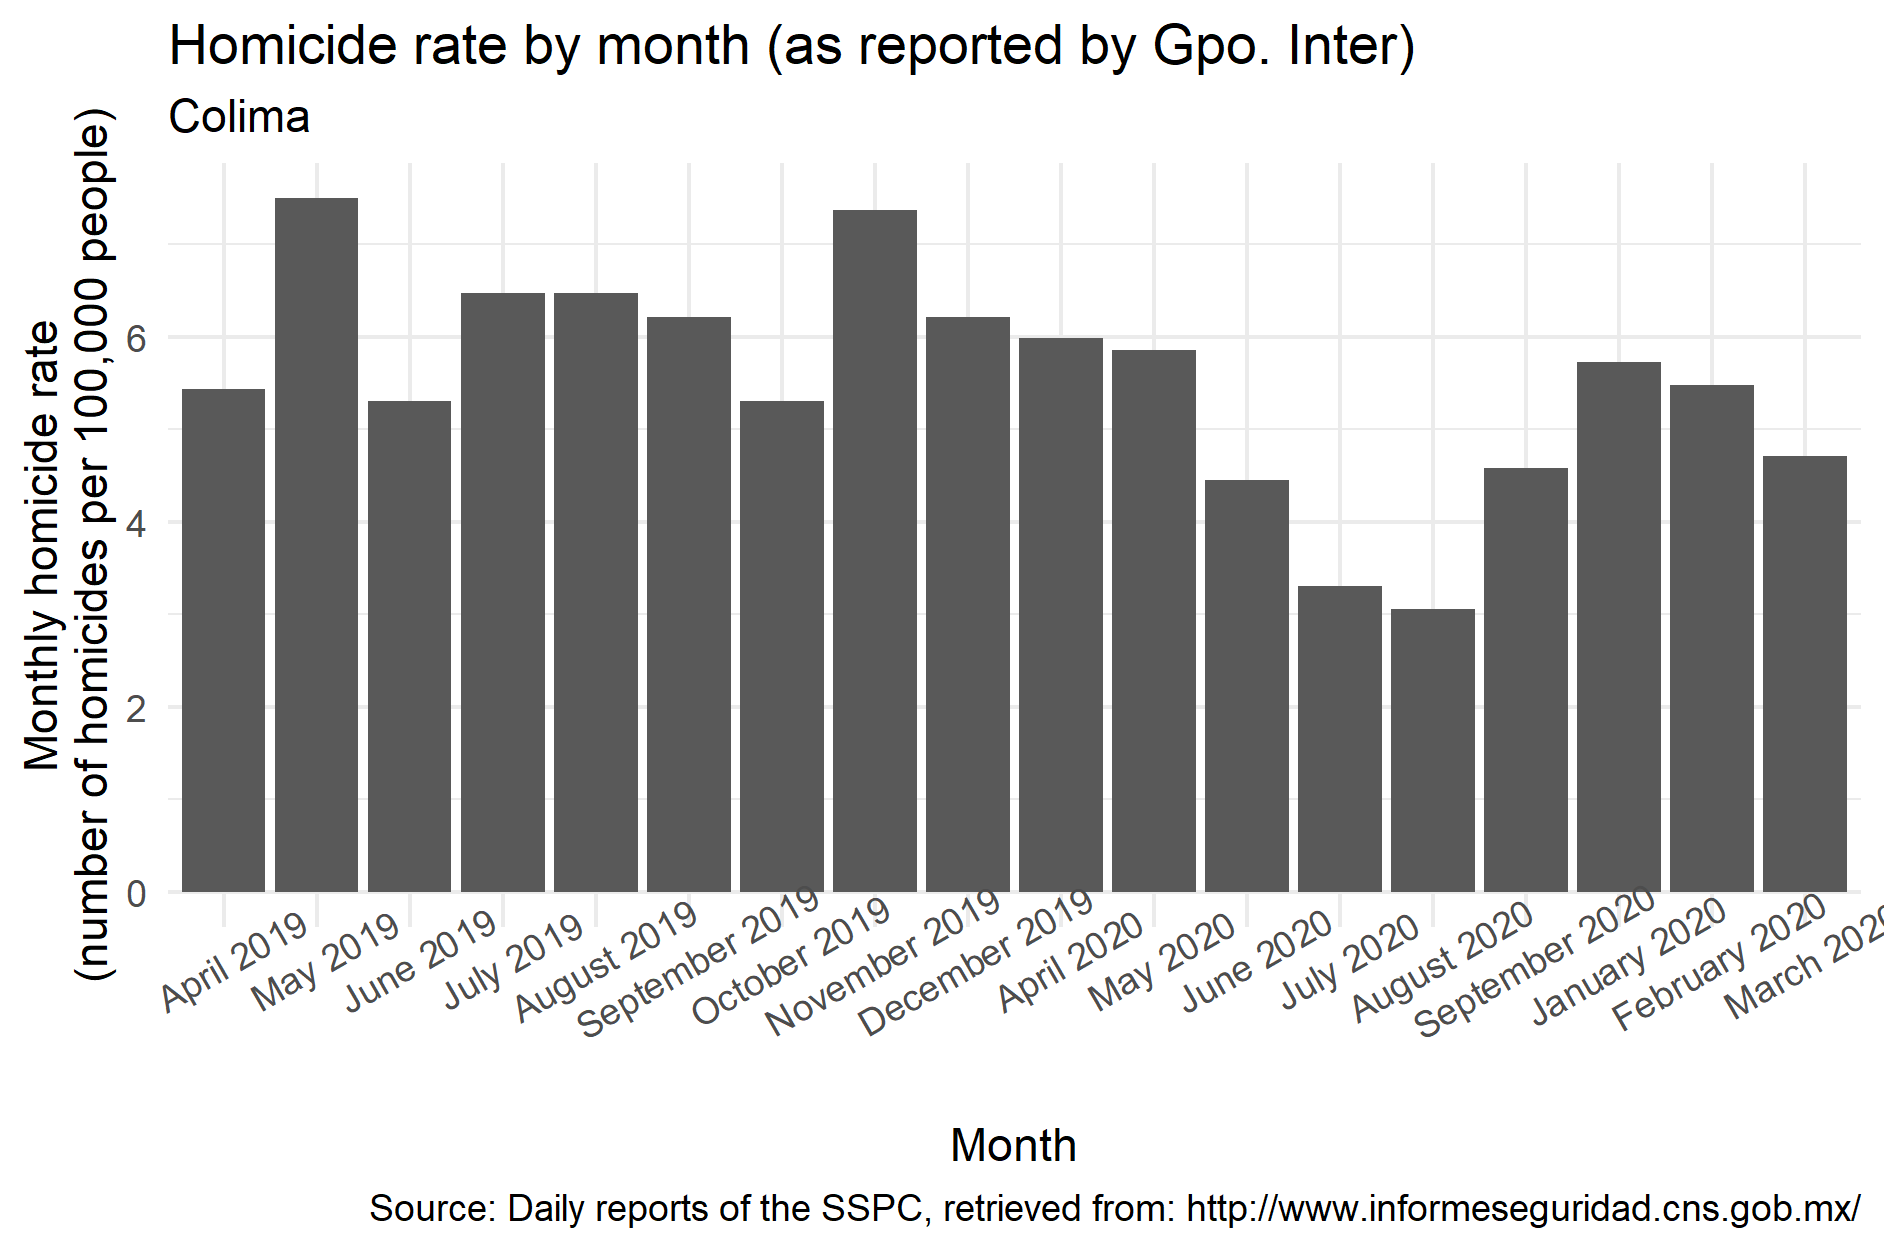 Homicide rate by month (as reported by Gpo. Inter)
Colima
Monthly homicide rate
(number of homicides per 100,000 people)
6
4
2
0
April 2019
May 2019
June 2019
July 2019
August 2019
September 2019
October 2019
November 2019
December 2019
April 2020
May 2020
June 2020
July 2020
August 2020
September 2020
January 2020
February 2020
March 2020
Month
Source: Daily reports of the SSPC, retrieved from: http://www.informeseguridad.cns.gob.mx/